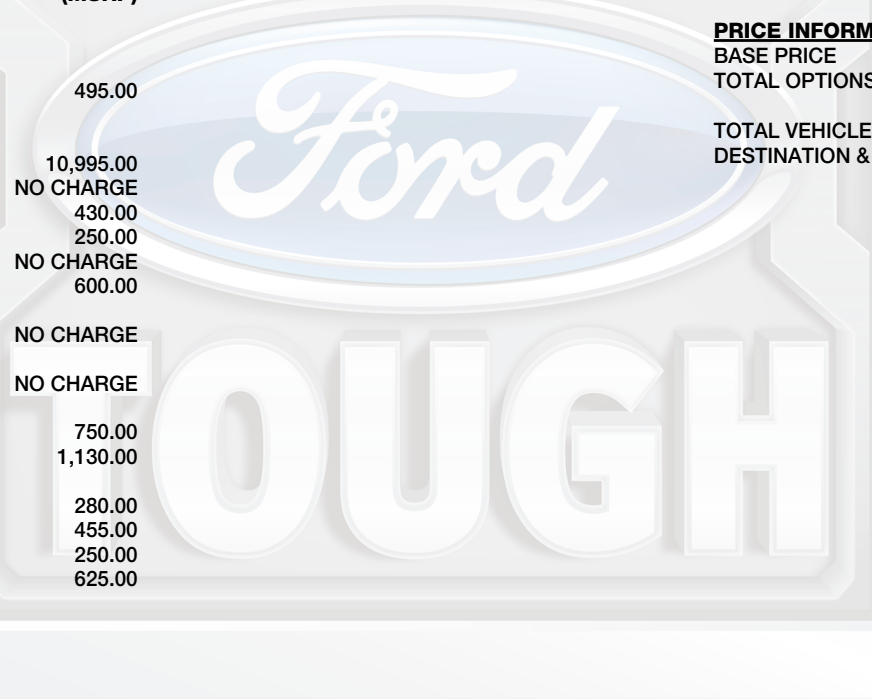 495.00
10,995.00
NO CHARGE
430.00
250.00
NO CHARGE
600.00
NO CHARGE
NO CHARGE
750.00
1,130.00
280.00
455.00
250.00
625.00
PRICE
BASE PRICE
TOTAL OPTIONS
TOTAL VEHICLE
DESTINATION &
Ford
TOUGH